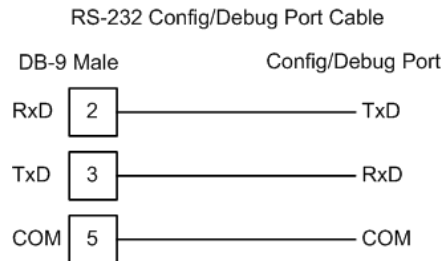 RS-232 Config/Debug Port Cable
DB-9 Male Config/Debug Port
RxD 2 TxD
TxD 3 RxD
COM 5 COM